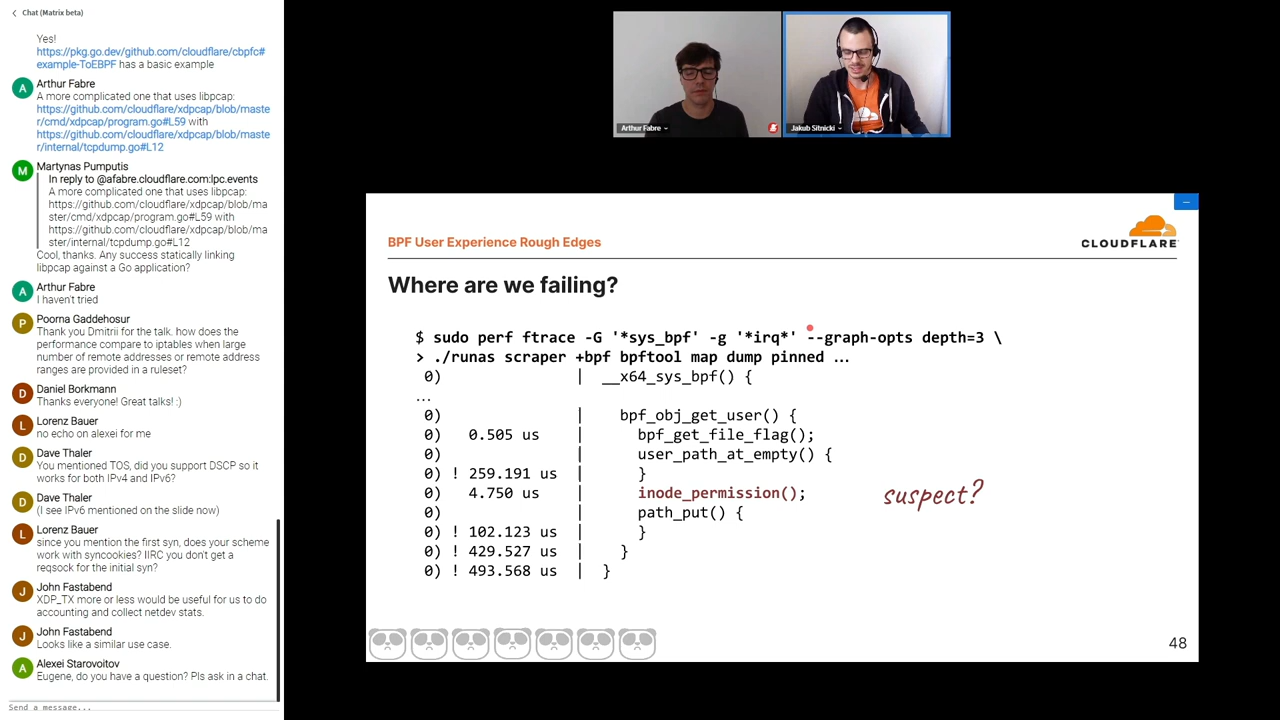 Chat (Matrix beta)
Yes!
https://pkg.go.dev/github.com/cloudflare/cbpfc#
example-ToEBPF has a basic example
A
Arthur Fabre
A more complicated one that uses libpcap:
https://github.com/cloudflare/xdpcap/blob/maste
r/cmd/xdpcap/program.go#L59 with
https://github.com/cloudflare/xdpcap/blob/maste
r/internal/tcpdump.go#L12
M
Martynas Pumputis
In reply to @afabre.cloudflare.com:lpc.events
A more complicated one that uses libpcap:
https://github.com/cloudflare/xdpcap/blob/ma
ster/cmd/xdpcap/program.go#L59 with
https://github.com/cloudflare/xdpcap/blob/ma
ster/internal/tcpdump.go#L12
Cool, thanks. Any success statically linking
libpcap against a Go application?
A
Arthur Fabre
I haven't tried
P
Poorna Gaddehosur
Thank you Dmitrii for the talk. how does the
performance compare to iptables when
large number of remote addresses or remote address
ranges are provided in a ruleset?
D
Daniel Borkmann
Thanks everyone! Great talks! :)
L
Lorenz Bauer
no echo on alexei for me
D
Dave Thaler
You mentioned TOS, did you support DSCP so it
works for both IPv4 and IPv6?
D
Dave Thaler
(I see IPv6 mentioned on the slide now)
L
Lorenz Bauer
since you mention the first syn, does your scheme
work with syncookies? IIRC you don't get a
reqsock for the initial syn?
J
John Fastabend
XDP_TX more or less would be useful for us to do
accounting and collect netdev stats.
J
John Fastabend
Looks like a similar use case.
A
Alexei Starovoitov
Eugene, do you have a question? Pls ask in a chat.
Send a message...
Arthur Fabre
Jakub Sitnicki
BPF User Experience Rough Edges
CLOUDFLARE
Where are we failing?
$ sudo perf ftrace -G '*sys_bpf' -g '*irq*' --graph-opts depth=3 \
> ./runas scraper +bpf bpftool map dump pinned …
0) | __x64_sys_bpf() {
…
0) | bpf_obj_get_user() {
0) 0.505 us | bpf_get_file_flag();
0) | user_path_at_empty() {
0) ! 259.191 us | }
0) 4.750 us | inode_permission();
suspect?
0) | path_put() {
0) ! 102.123 us | }
0) ! 429.527 us | }
0) ! 493.568 us | }
48